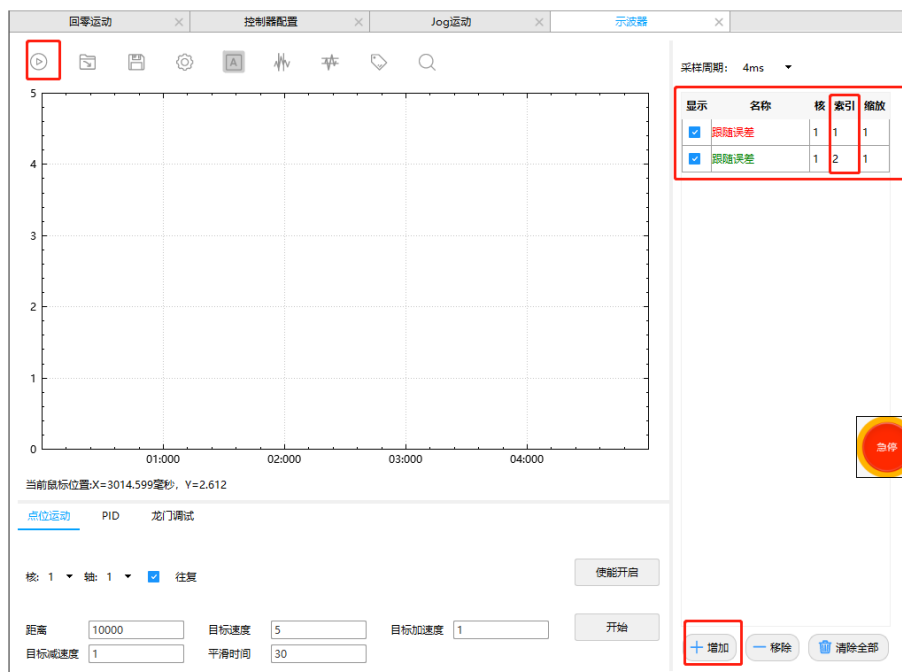 回零运动 控制器配置 Jog运动 示波器
A
采样周期: 4ms
显示 名称 核 索引 缩放
跟随误差 1 1 1
跟随误差 1 2 1
5
4
3
2
1
0
01:000 02:000 03:000 04:000
当前鼠标位置:X=3014.599毫秒，Y=2.612
急停
点位运动 PID 龙门调试
核: 1 轴: 1 往复 使能开启
距离 10000 目标速度 5 目标加速度 1 开始
目标减速度 1 平滑时间 30
增加 移除 清除全部